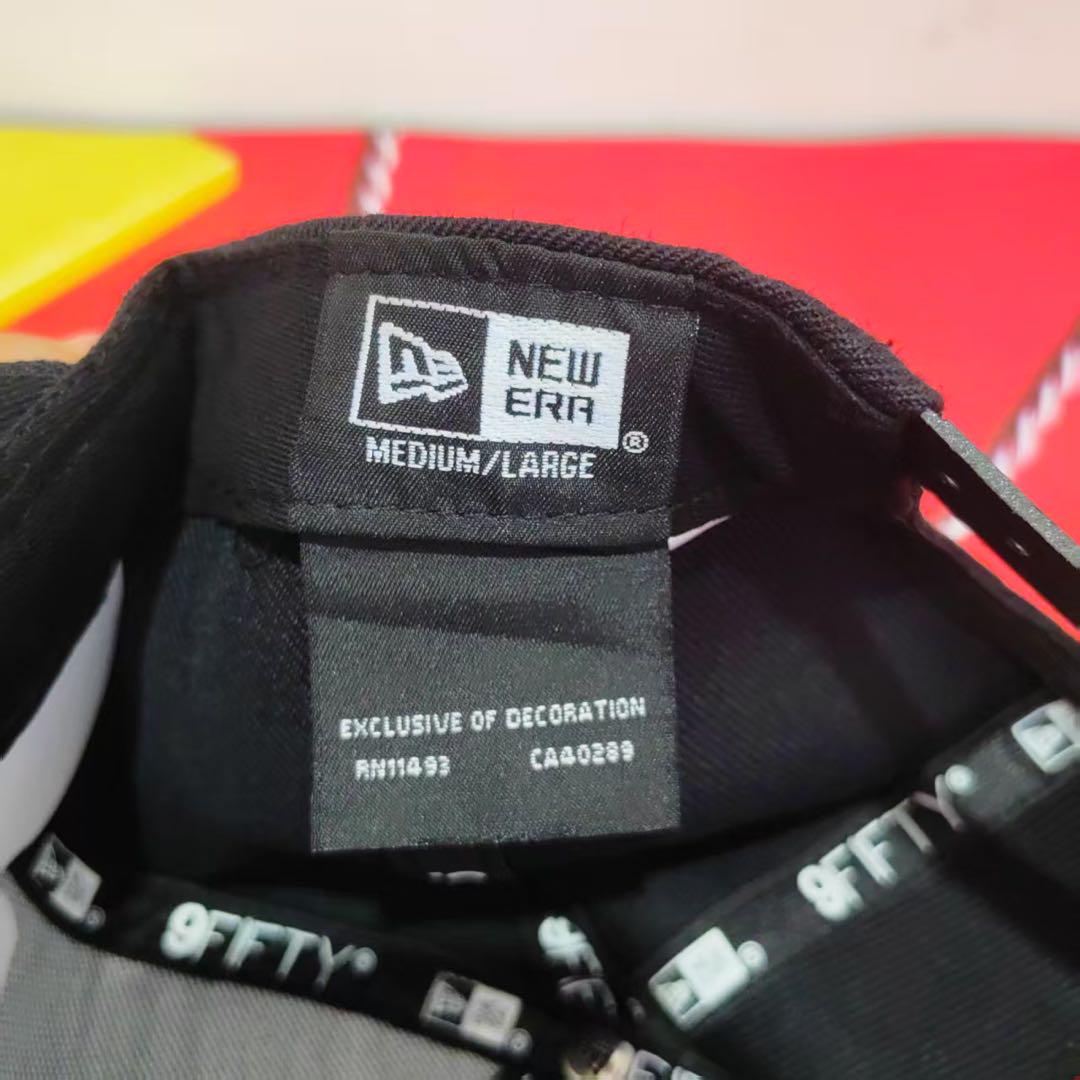 NEW
ERA
®
MEDIUM/LARGE
EXCLUSIVE OF DECORATION
RN11493 CA40289
9FIFTY®
9FIFTY®